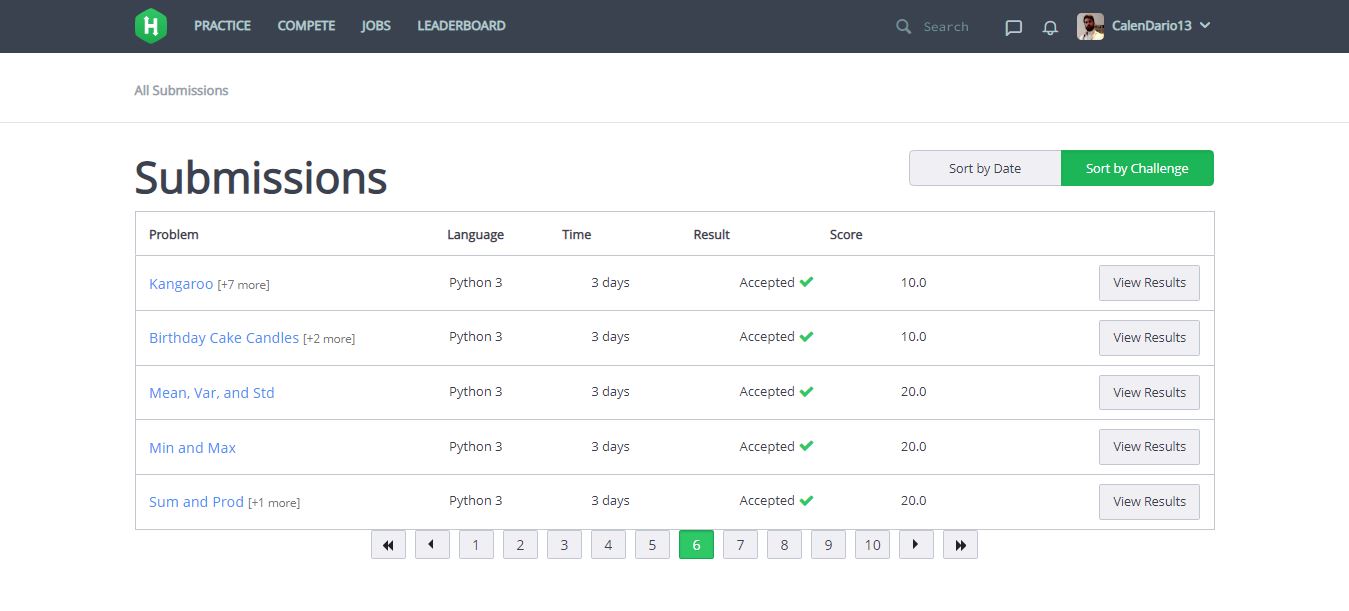 H PRACTICE COMPETE JOBS LEADERBOARD Search CalenDario13
All Submissions
Submissions
Sort by Date Sort by Challenge
Problem Language Time Result Score
Kangaroo [+7 more] Python 3 3 days Accepted 10.0 View Results
Birthday Cake Candles [+2 more] Python 3 3 days Accepted 10.0 View Results
Mean, Var, and Std Python 3 3 days Accepted 20.0 View Results
Min and Max Python 3 3 days Accepted 20.0 View Results
Sum and Prod [+1 more] Python 3 3 days Accepted 20.0 View Results
1 2 3 4 5 6 7 8 9 10